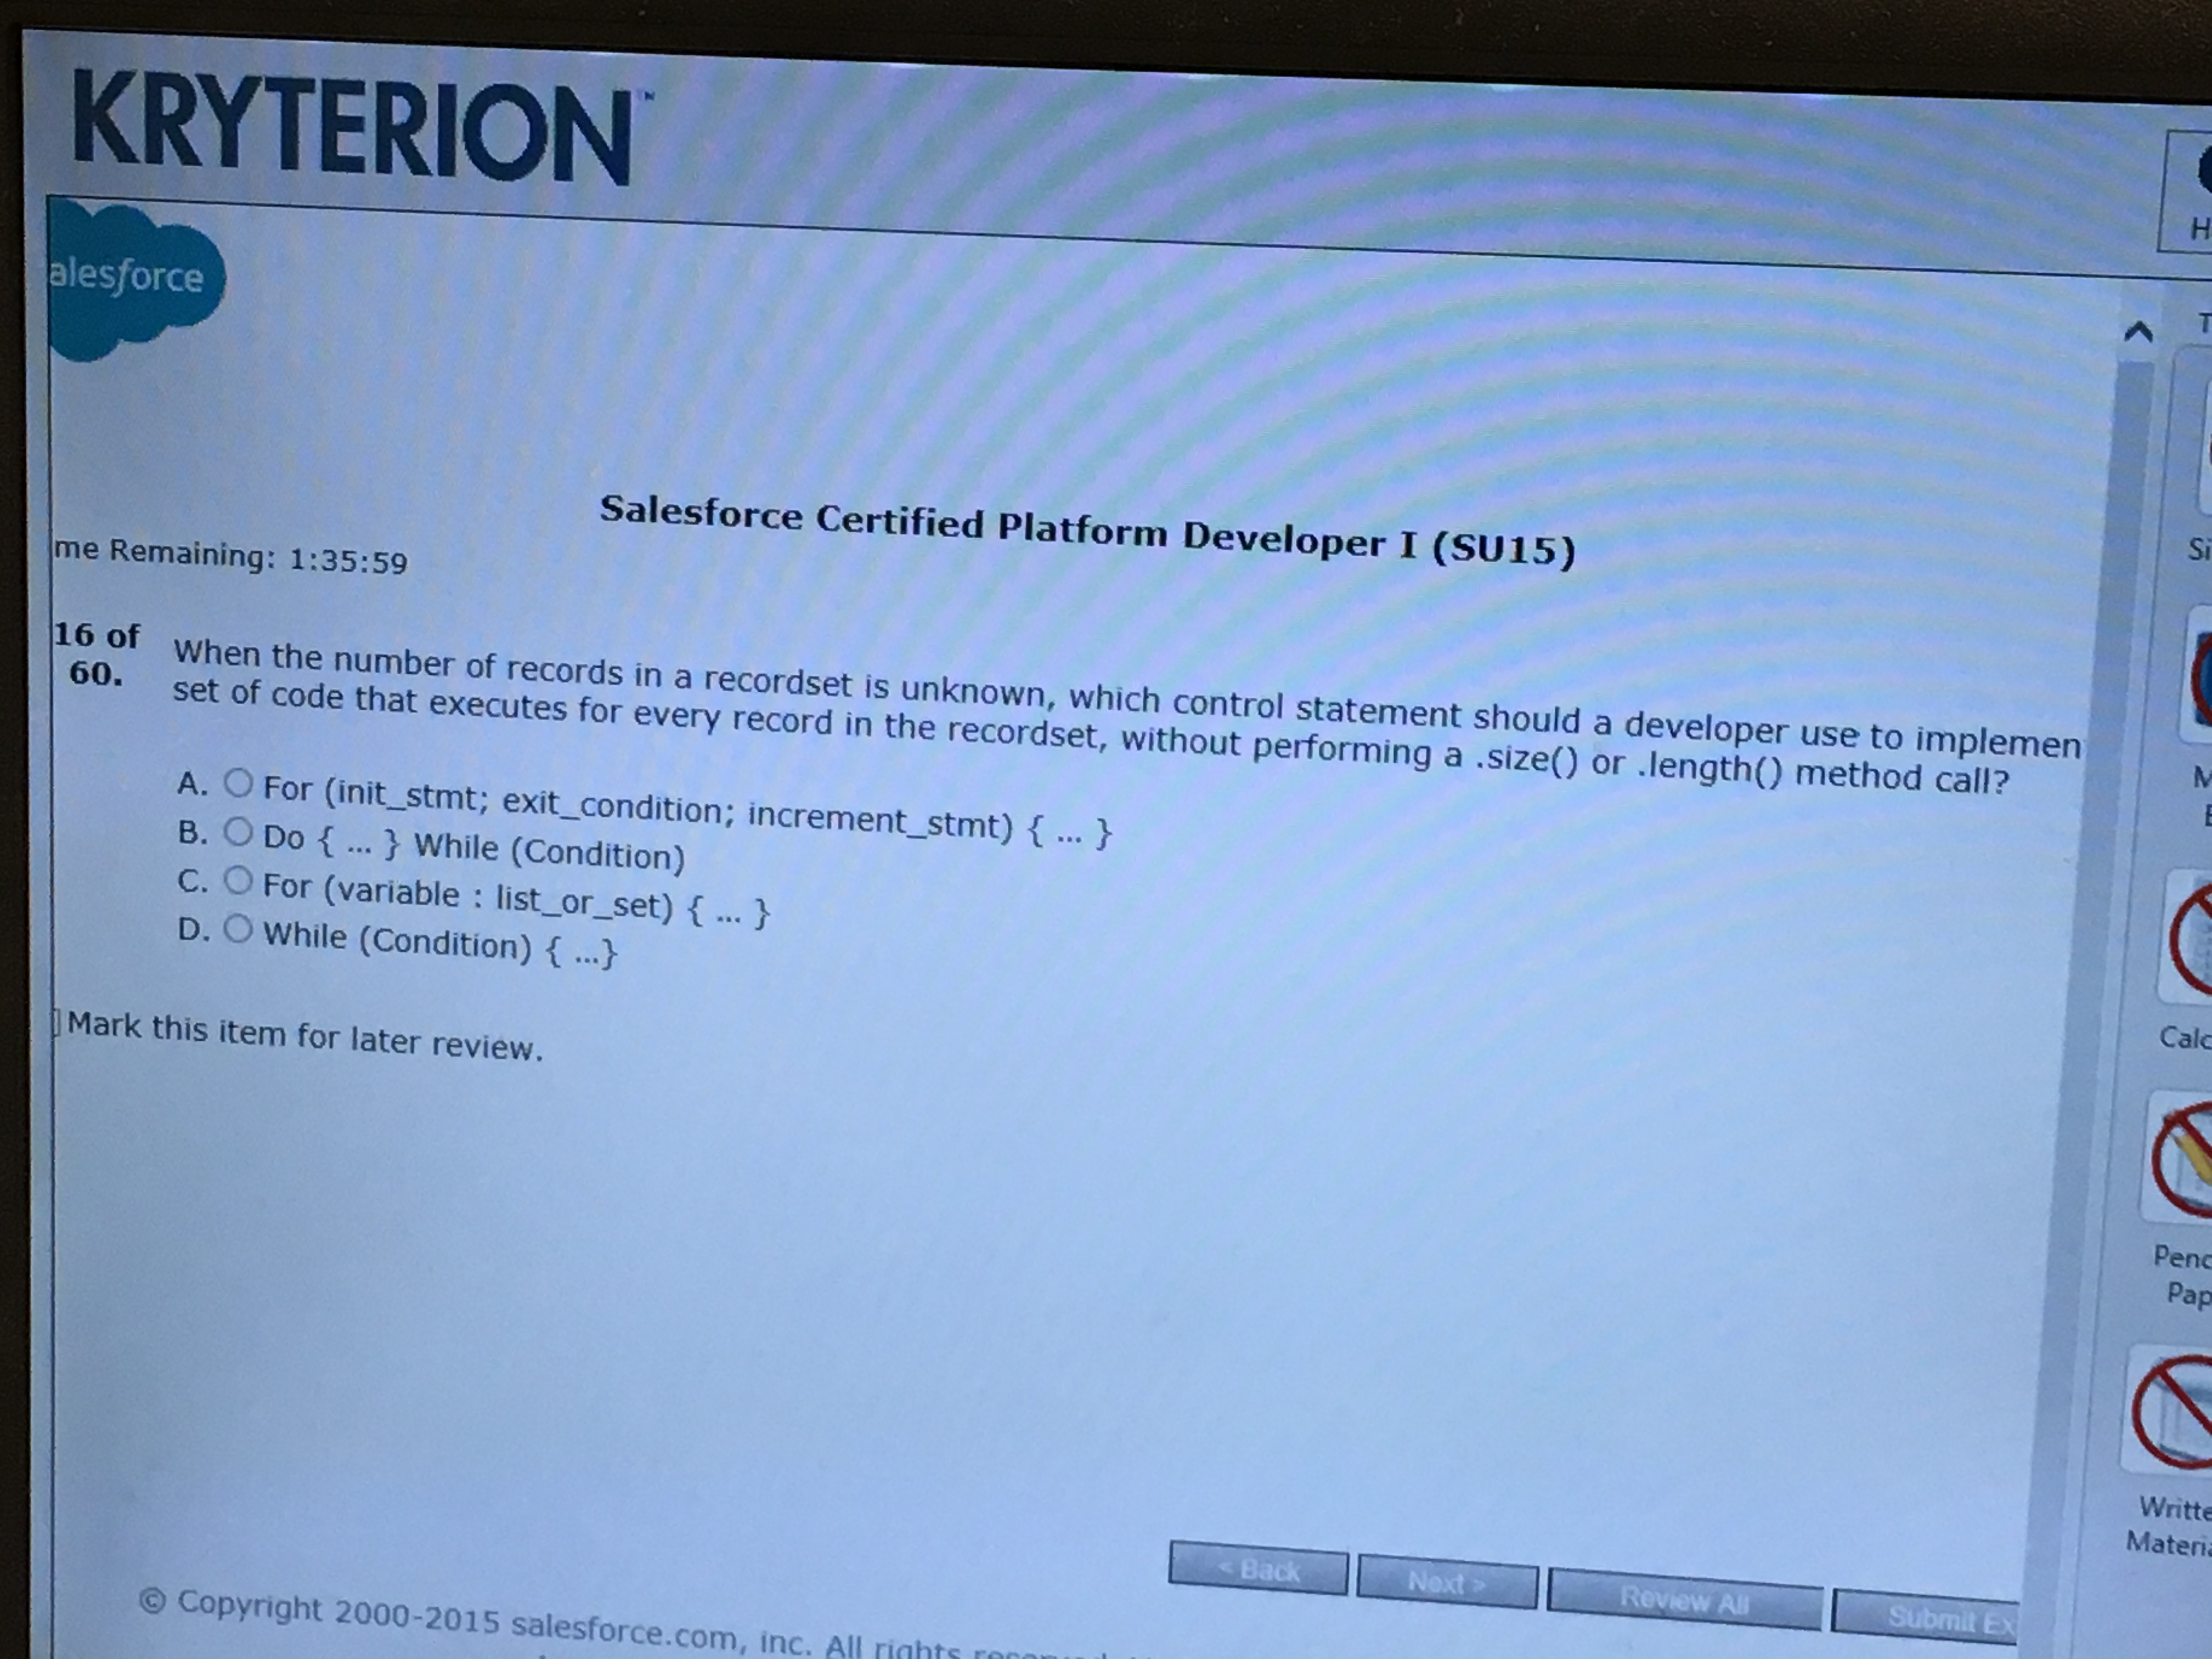 KRYTERION™
alesforce
Salesforce Certified Platform Developer I (SU15)
me Remaining: 1:35:59
16 of 60. When the number of records in a recordset is unknown, which control statement should a developer use to implemen
set of code that executes for every record in the recordset, without performing a .size() or .length() method call?
A. For (init_stmt; exit_condition; increment_stmt) { ... }
B. Do { ... } While (Condition)
C. For (variable : list_or_set) { ... }
D. While (Condition) { ...}
Mark this item for later review.
H
T
Si
M
Calc
Penc
Pap
Writte
Materia
< Back
Next >
Review All
Submit Ex
© Copyright 2000-2015 salesforce.com, inc. All rights